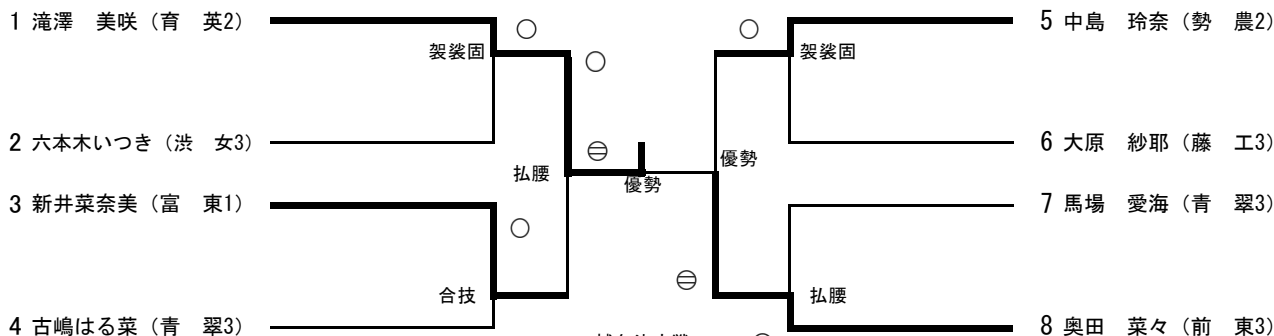 1 滝澤　美咲（育　英2）
2 六本木いつき（渋　女3）
3 新井菜奈美（富　東1）
4 古嶋はる菜（青　翠3）
袈裟固
合技
払腰
優勢
優勢
袈裟固
払腰
5 中島　玲奈（勢　農2）
6 大原　紗耶（藤　工3）
7 馬場　愛海（青　翠3）
8 奥田　菜々（前　東3）